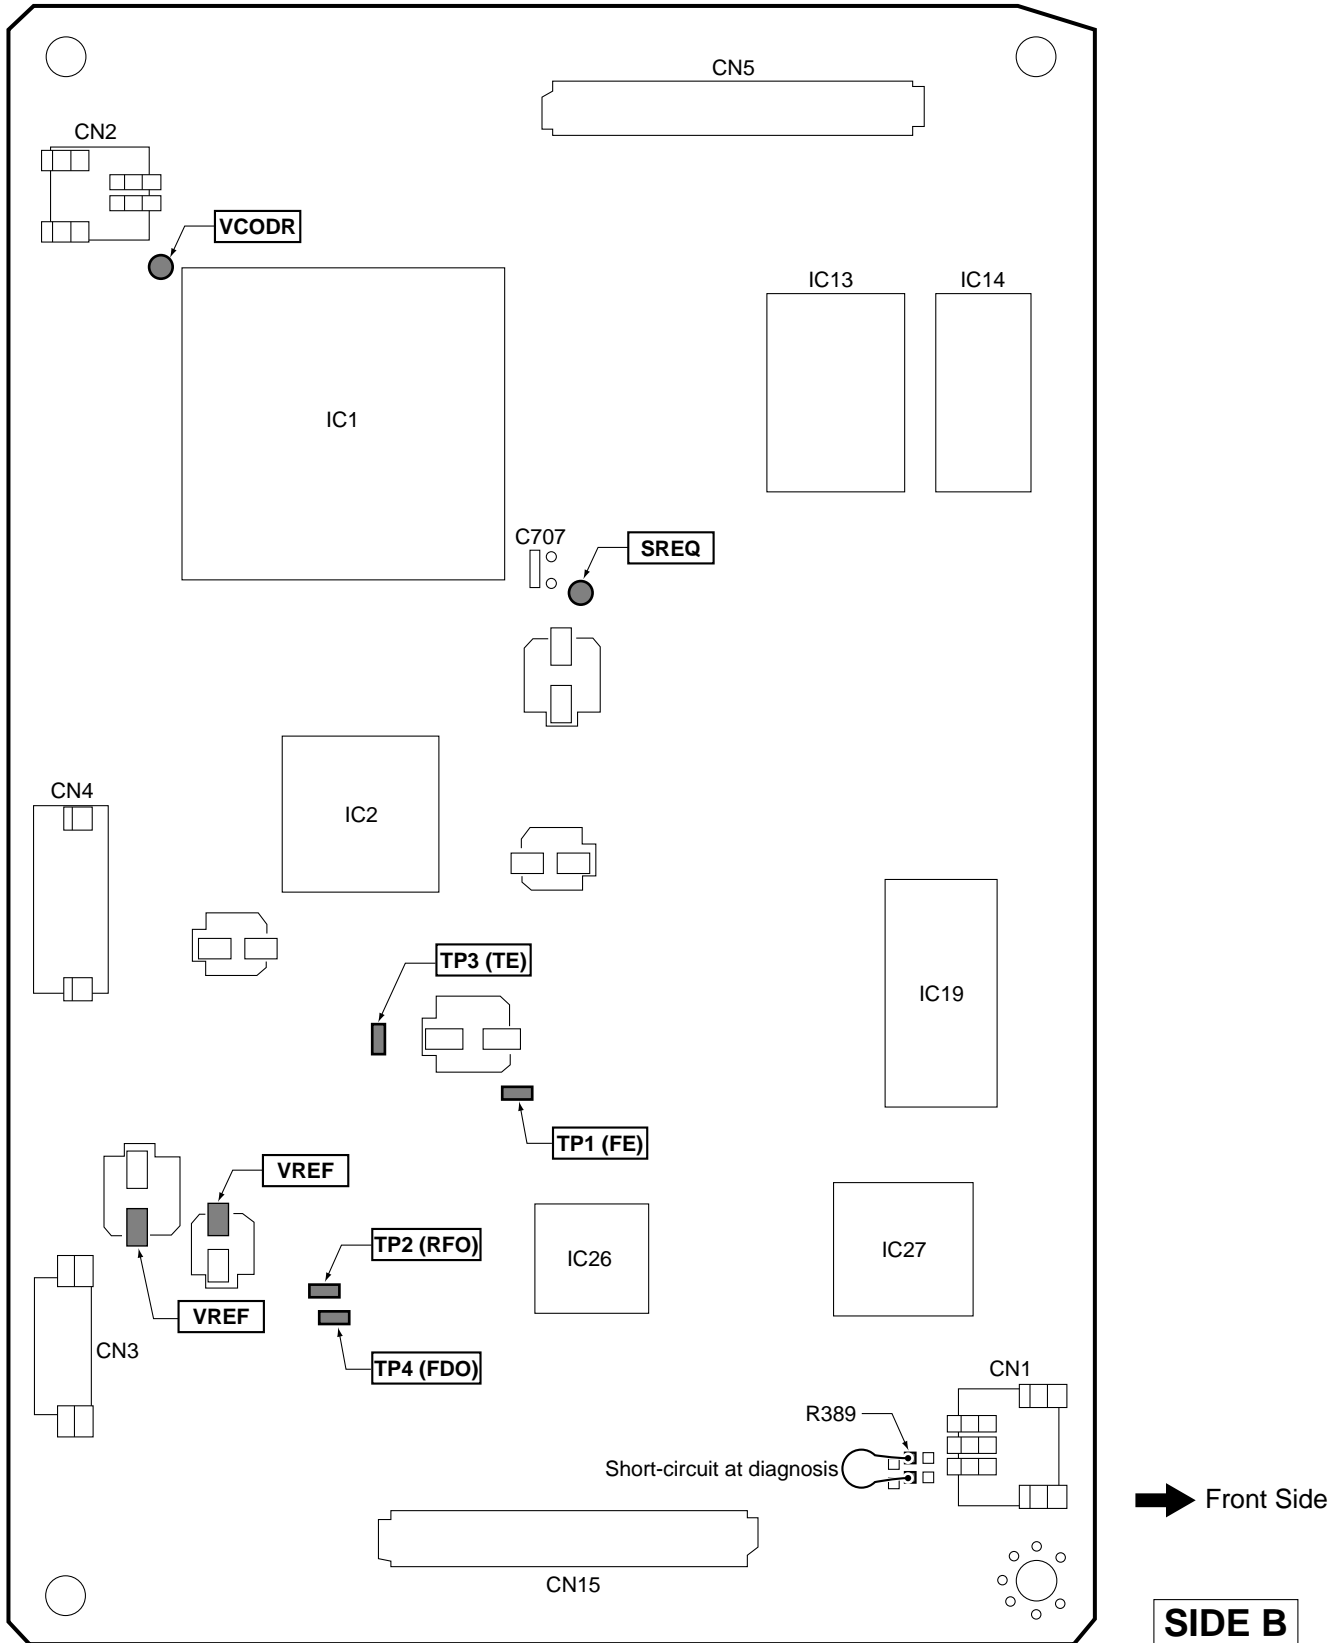 CN5
CN2
VCODR
IC13
IC14
IC1
C707
SREQ
CN4
IC2
TP3 (TE)
IC19
TP1 (FE)
VREF
TP2 (RFO)
IC26
IC27
VREF
CN3
TP4 (FDO)
CN1
R389
Short-circuit at diagnosis
Front Side
CN15
SIDE B